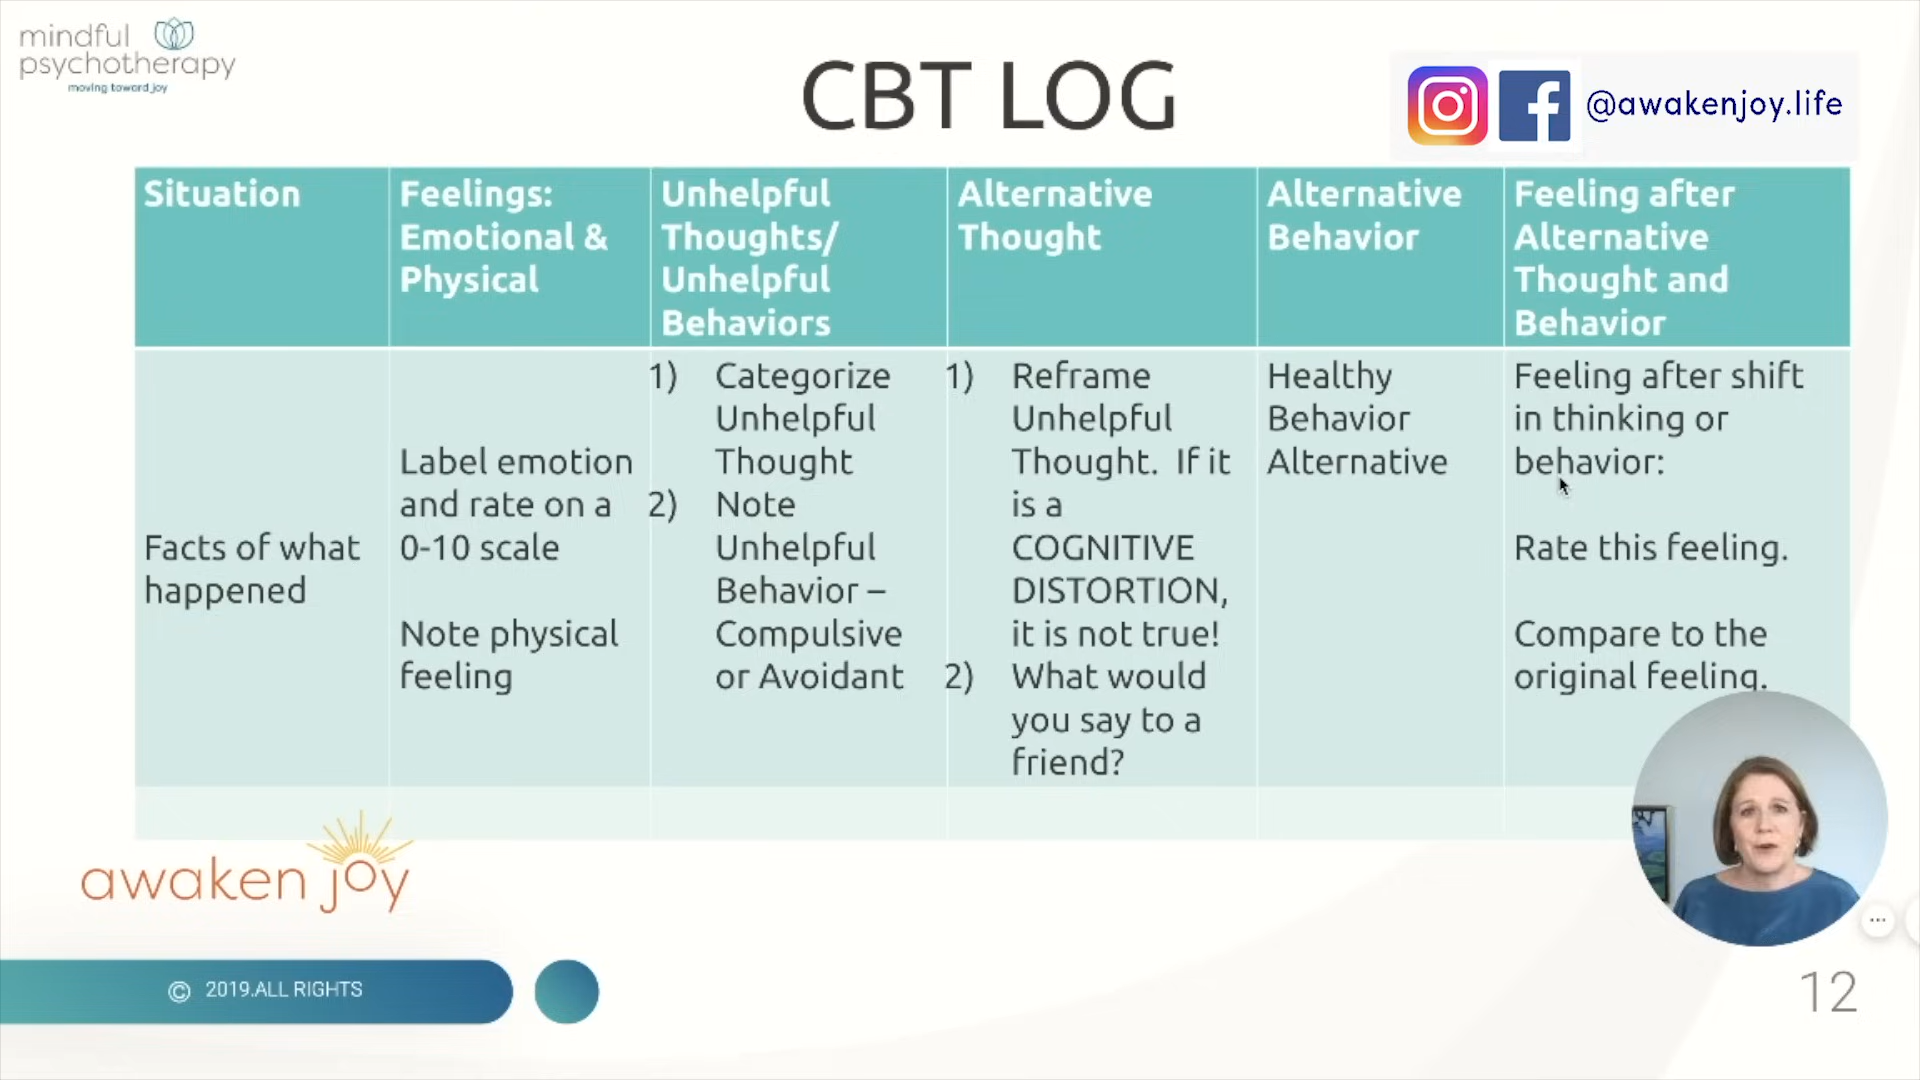 mindful
psychotherapy
moving toward joy
CBT LOG
@awakenjoy.life
Situation
Feelings:
Emotional &
Physical
Unhelpful
Thoughts/
Unhelpful
Behaviors
Alternative
Thought
Alternative
Behavior
Feeling after
Alternative
Thought and
Behavior
Facts of what
happened
Label emotion
and rate on a
0-10 scale
Note physical
feeling
1) Categorize
Unhelpful
Thought
2) Note
Unhelpful
Behavior –
Compulsive
or Avoidant
1) Reframe
Unhelpful
Thought. If it
is a
COGNITIVE
DISTORTION,
it is not true!
2) What would
you say to a
friend?
Healthy
Behavior
Alternative
Feeling after shift
in thinking or
behavior:
Rate this feeling.
Compare to the
original feeling.
awaken joy
© 2019.ALL RIGHTS
12